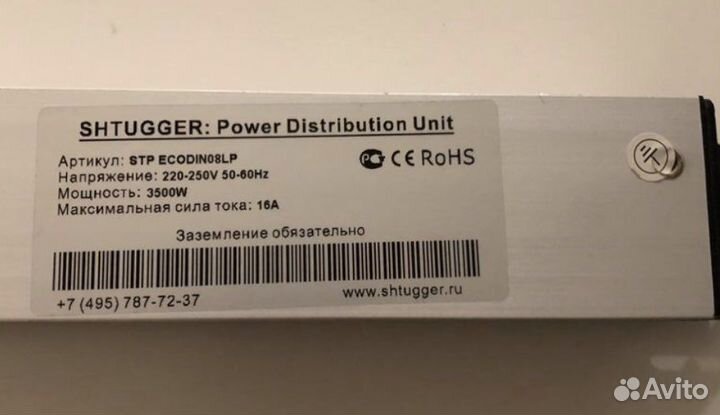 SHTUGGER: Power Distribution Unit
Артикул: STP ECODIN08LP
Напряжение: 220-250V 50-60Hz
Мощность: 3500W
Максимальная сила тока: 16A
РС CE RoHS
Заземление обязательно
+7 (495) 787-72-37
www.shtugger.ru
Avito